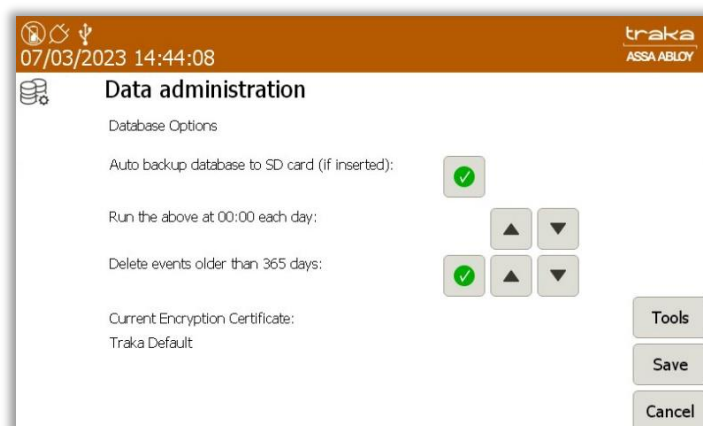 traka
07/03/2023 14:44:08
ASSA ABLOY
Data administration
Database Options
Auto backup database to SD card (if inserted):
Run the above at 00:00 each day:
Delete events older than 365 days:
Current Encryption Certificate:
Tools
Traka Default
Save
Cancel